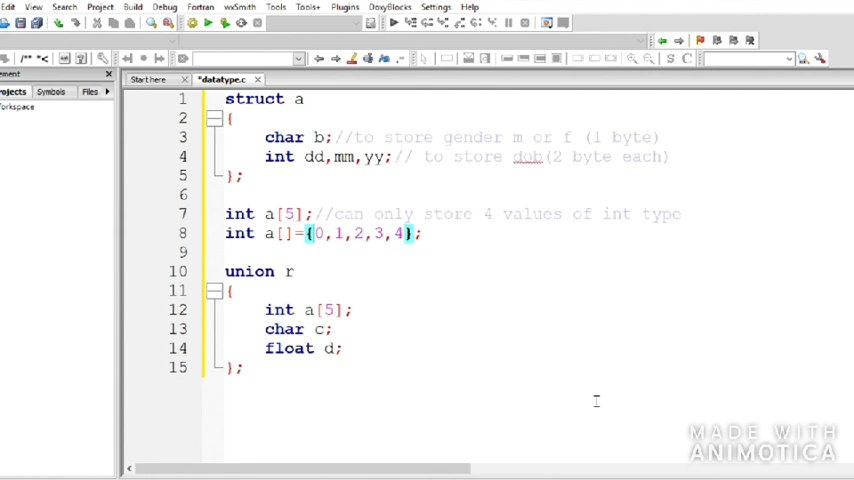 View Search Project Build Debug Fortran wxSmith Tools Tools+ Plugins DoxyBlocks Settings Help
/** *<
S C
ement
rojects Symbols Files
orkspace
Start here *datatype.c
1 struct a
2 {
3 char b;//to store gender m or f (1 byte)
4 int dd,mm,yy;// to store dob(2 byte each)
5 };
6
7 int a[5];//can only store 4 values of int type
8 int a[]={0,1,2,3,4};
9
10 union r
11 {
12 int a[5];
13 char c;
14 float d;
15 };
MADE WITH
ANIMOTICA